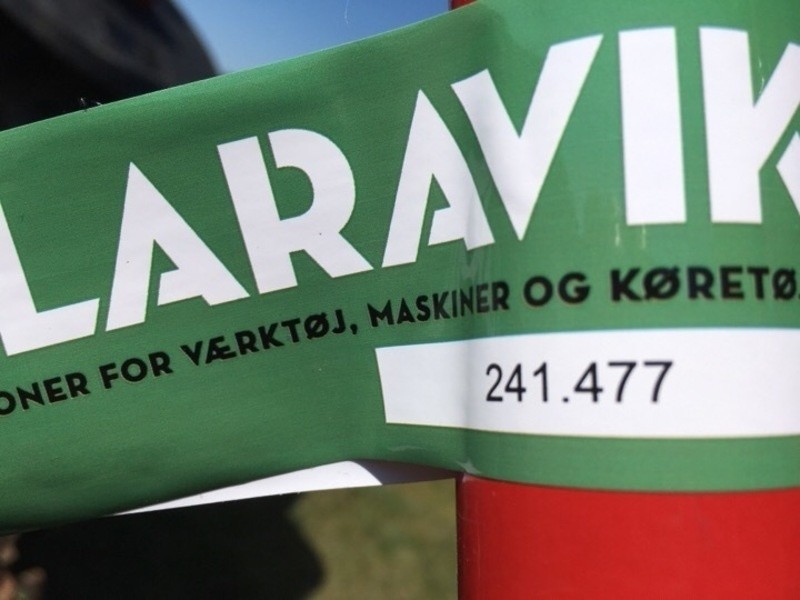 LARAVIK
ONER FOR VÆRKTØJ, MASKINER OG KØRETØ
241.477